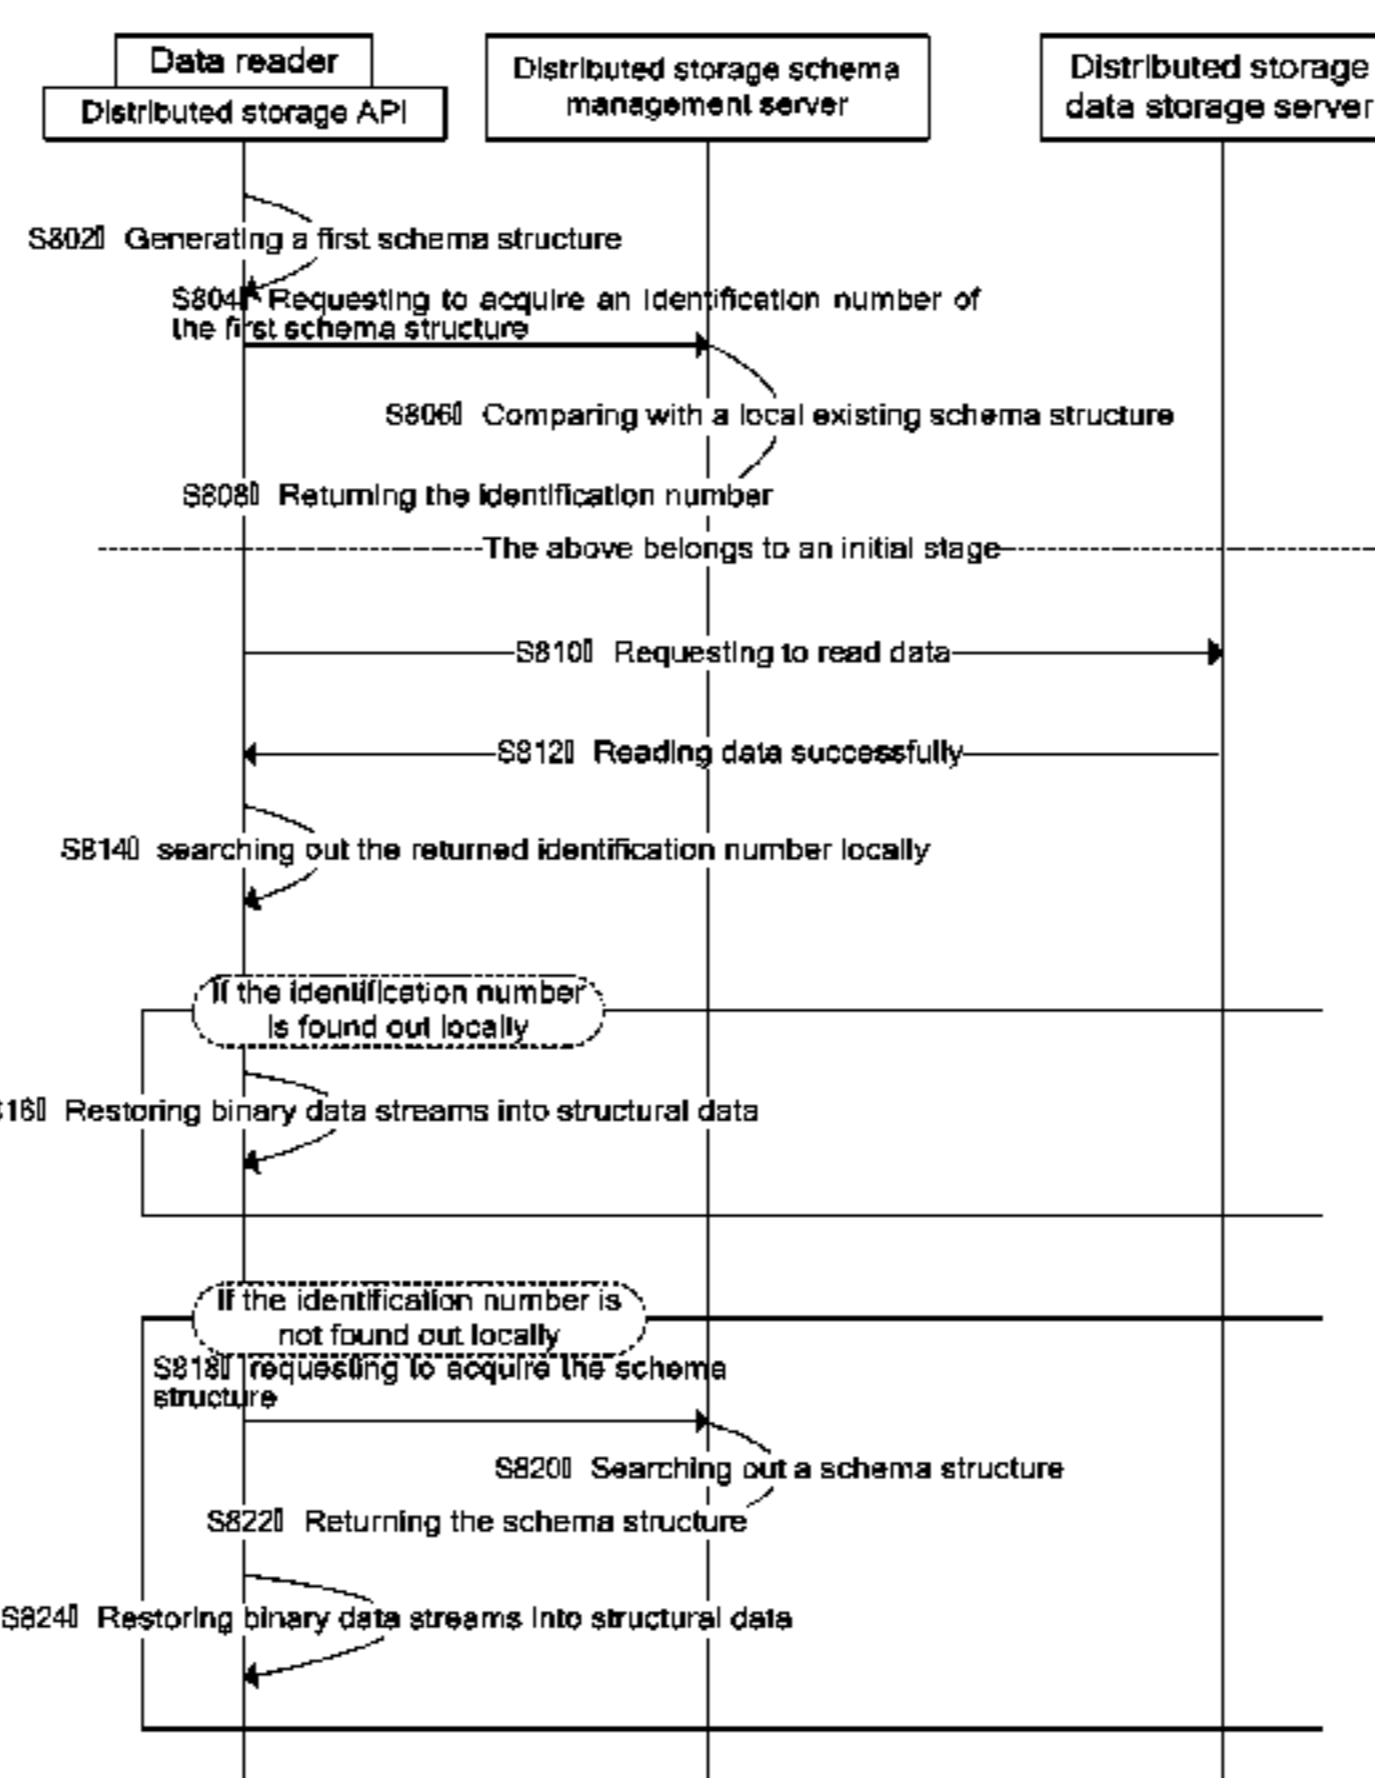 Data reader
Distributed storage API
Distributed storage schema
management server
Distributed storage
data storage server
S802 Generating a first schema structure
S804 Requesting to acquire an identification number of
the first schema structure
S806 Comparing with a local existing schema structure
S808 Returning the identification number
The above belongs to an initial stage
S810 Requesting to read data
S812 Reading data successfully
S814 searching out the returned identification number locally
If the identification number
is found out locally
16 Restoring binary data streams into structural data
If the identification number is
not found out locally
S818 requesting to acquire the schema
structure
S820 Searching out a schema structure
S822 Returning the schema structure
S824 Restoring binary data streams into structural data